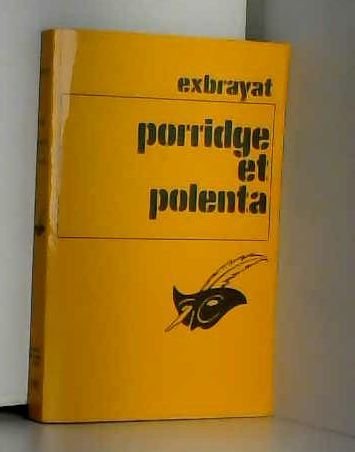 exbrayat
porridge
et
polenta